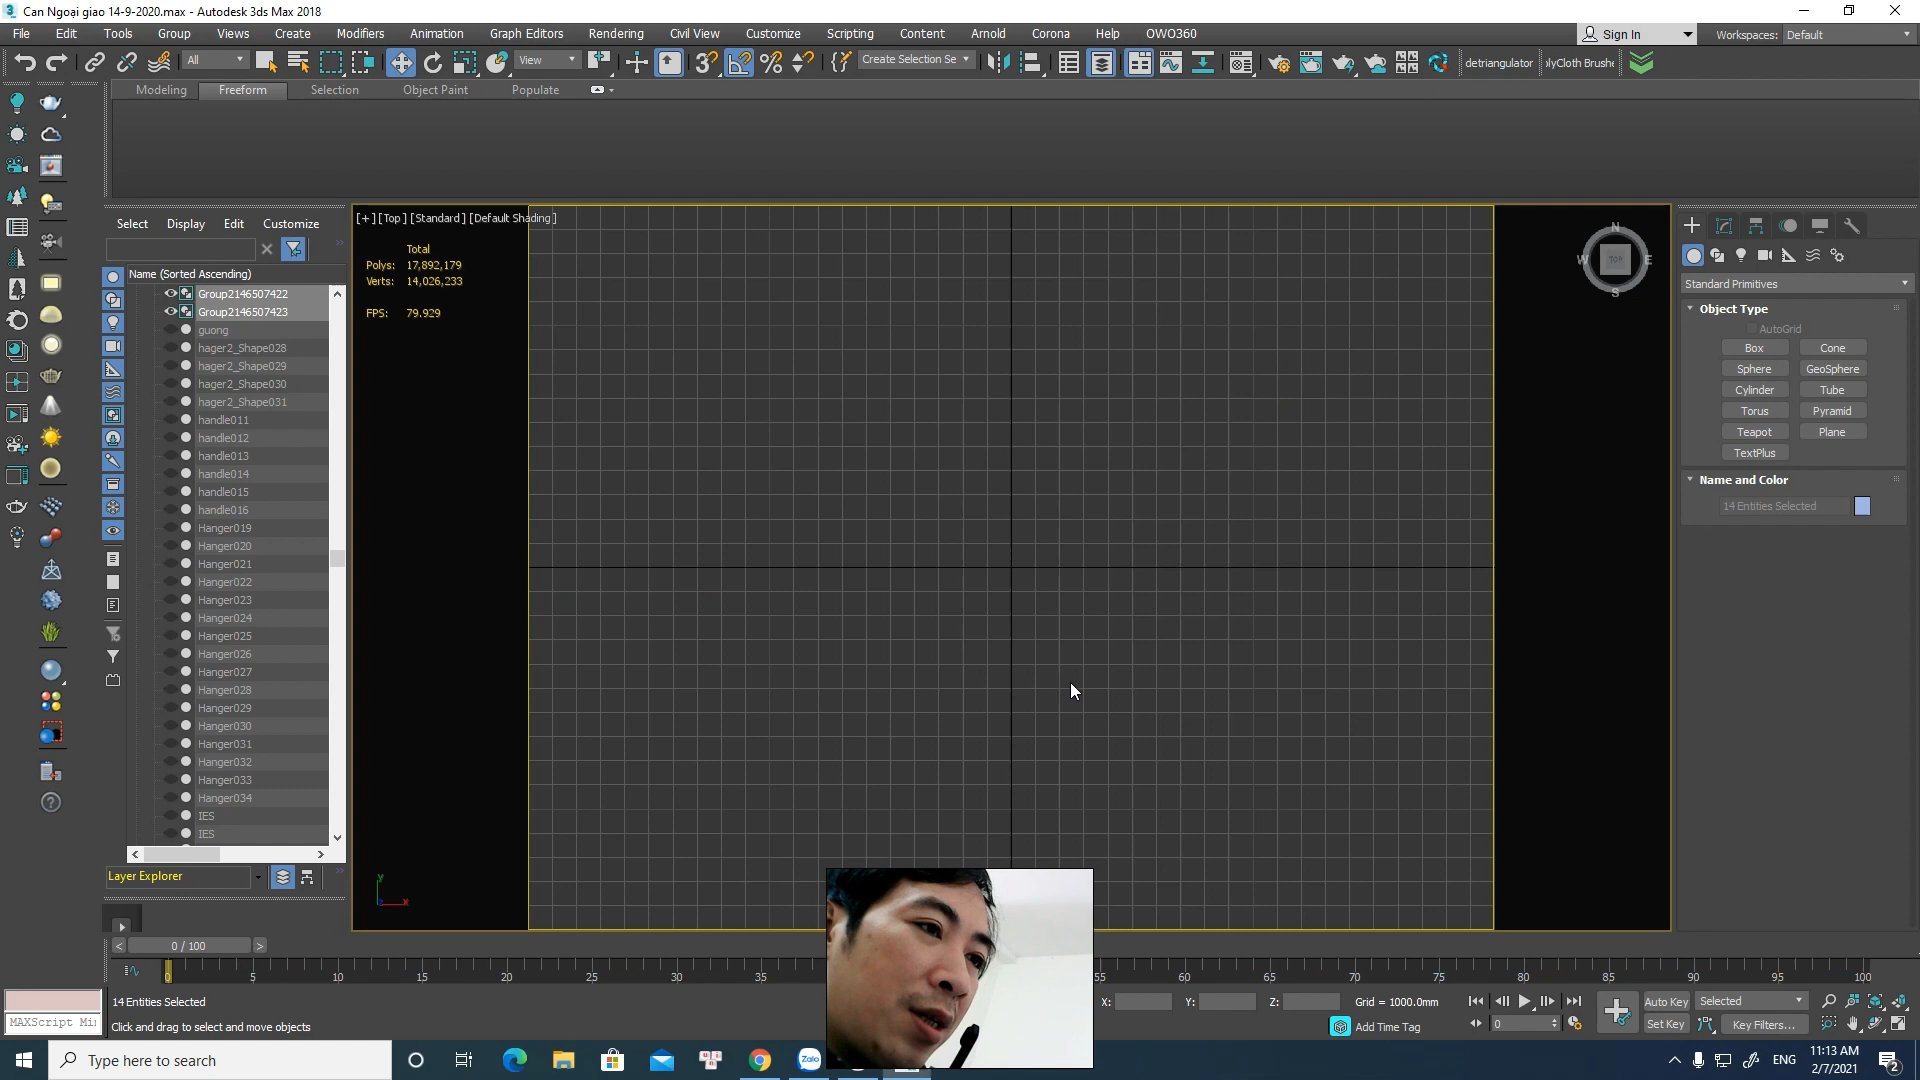 Can Ngoại giao 14-9-2020.max - Autodesk 3ds Max 2018
File Edit Tools Group Views Create Modifiers Animation Graph Editors Rendering Civil View Customize Scripting Content Arnold Corona Help OWO360
Sign In Workspaces: Default
All View Create Selection Se detriangulator lyCloth Brushe
Modeling Freeform Selection Object Paint Populate
Select Display Edit Customize
Name (Sorted Ascending)
Group2146507422
Group2146507423
guong
hager2_Shape028
hager2_Shape029
hager2_Shape030
hager2_Shape031
handle011
handle012
handle013
handle014
handle015
handle016
Hanger019
Hanger020
Hanger021
Hanger022
Hanger023
Hanger024
Hanger025
Hanger026
Hanger027
Hanger028
Hanger029
Hanger030
Hanger031
Hanger032
Hanger033
Hanger034
IES
IES
Layer Explorer
[+] [Top] [Standard] [Default Shading]
Total
Polys: 17,892,179
Verts: 14,026,233
FPS: 79.929
y
x
N
W TOP E
S
Standard Primitives
Object Type
AutoGrid
Box Cone
Sphere GeoSphere
Cylinder Tube
Torus Pyramid
Teapot Plane
TextPlus
Name and Color
14 Entities Selected
< 0 / 100 >
0 5 10 15 20 25 30 35 55 60 65 70 75 80 85 90 95 100
14 Entities Selected X: Y: Z: Grid = 1000.0mm Auto Key Selected
MAXScript Mi Click and drag to select and move objects Add Time Tag 0 Set Key Key Filters...
Type here to search Zalo ENG 11:13 AM
2/7/2021
2